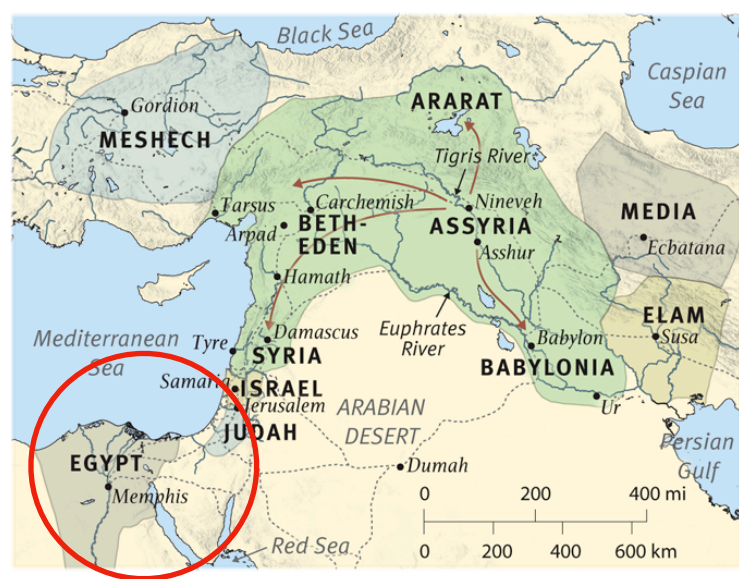 Black Sea
Caspian
Sea
Gordion
MESHECH
ARARAT
Tigris River
Tarsus
Carchemish
Nineveh
Arpad
BETH-
EDEN
ASSYRIA
Asshur
MEDIA
Ecbatana
Hamath
ELAM
Susa
Mediterranean
Sea
Tyre
Damascus
SYRIA
Euphrates
River
Babylon
BABYLONIA
Samaria
ISRAEL
Jerusalem
JUDAH
ARABIAN
DESERT
Ur
Persian
Gulf
EGYPT
Memphis
Dumah
0 200 400 mi
0 200 400 600 km
Red Sea